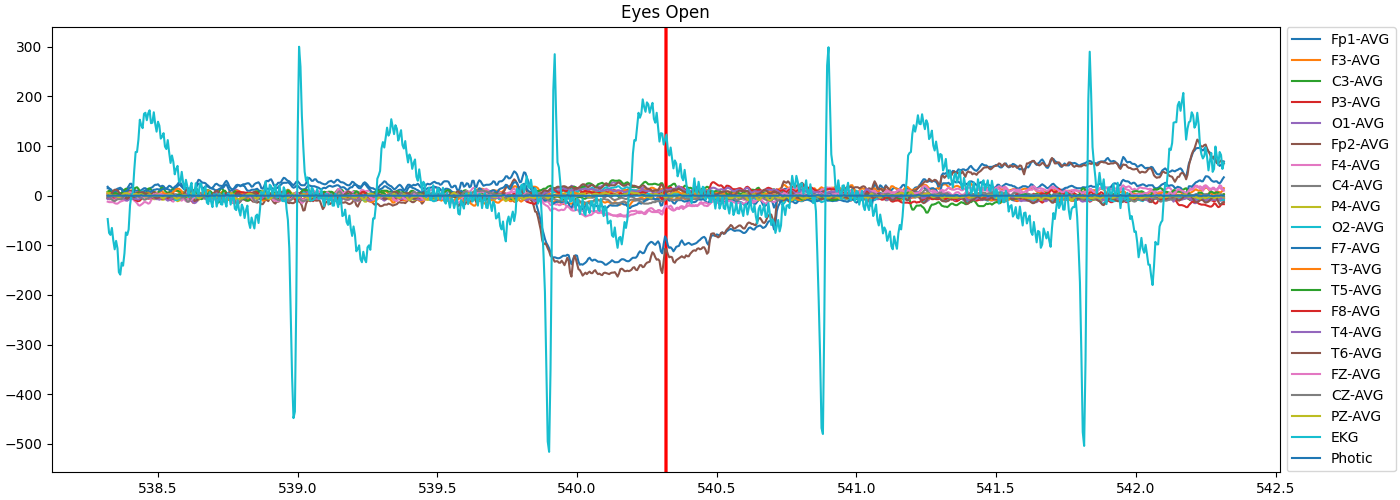 Eyes Open
300
200
100
0
−100
−200
−300
−400
−500
538.5 539.0 539.5 540.0 540.5 541.0 541.5 542.0 542.5
Fp1-AVG
F3-AVG
C3-AVG
P3-AVG
O1-AVG
Fp2-AVG
F4-AVG
C4-AVG
P4-AVG
O2-AVG
F7-AVG
T3-AVG
T5-AVG
F8-AVG
T4-AVG
T6-AVG
FZ-AVG
CZ-AVG
PZ-AVG
EKG
Photic